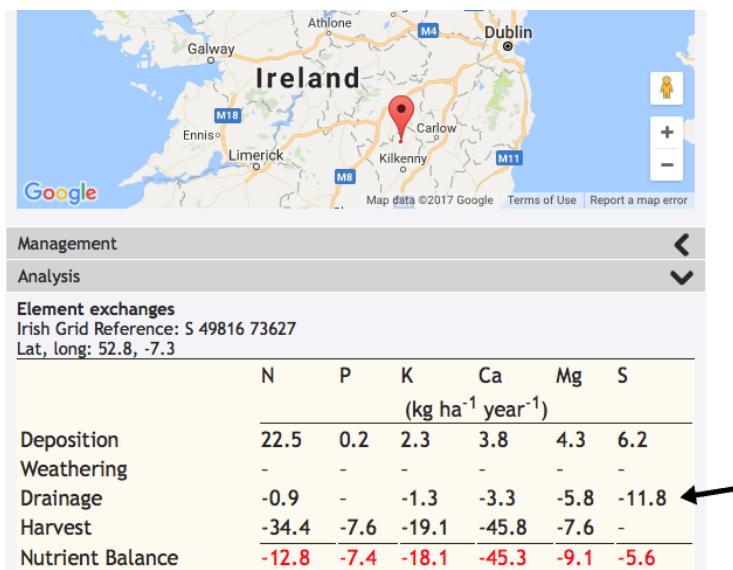 Athlone
M4
Dublin
Galway
Ireland
M18
Ennis
Carlow
Limerick
Kilkenny
M11
M8
Google
Map data ©2017 Google Terms of Use Report a map error
Management
Analysis
Element exchanges
Irish Grid Reference: S 49816 73627
Lat, long: 52.8, -7.3
N P K Ca Mg S
(kg ha⁻¹ year⁻¹)
Deposition 22.5 0.2 2.3 3.8 4.3 6.2
Weathering - - - - - -
Drainage -0.9 - -1.3 -3.3 -5.8 -11.8
Harvest -34.4 -7.6 -19.1 -45.8 -7.6 -
Nutrient Balance -12.8 -7.4 -18.1 -45.3 -9.1 -5.6